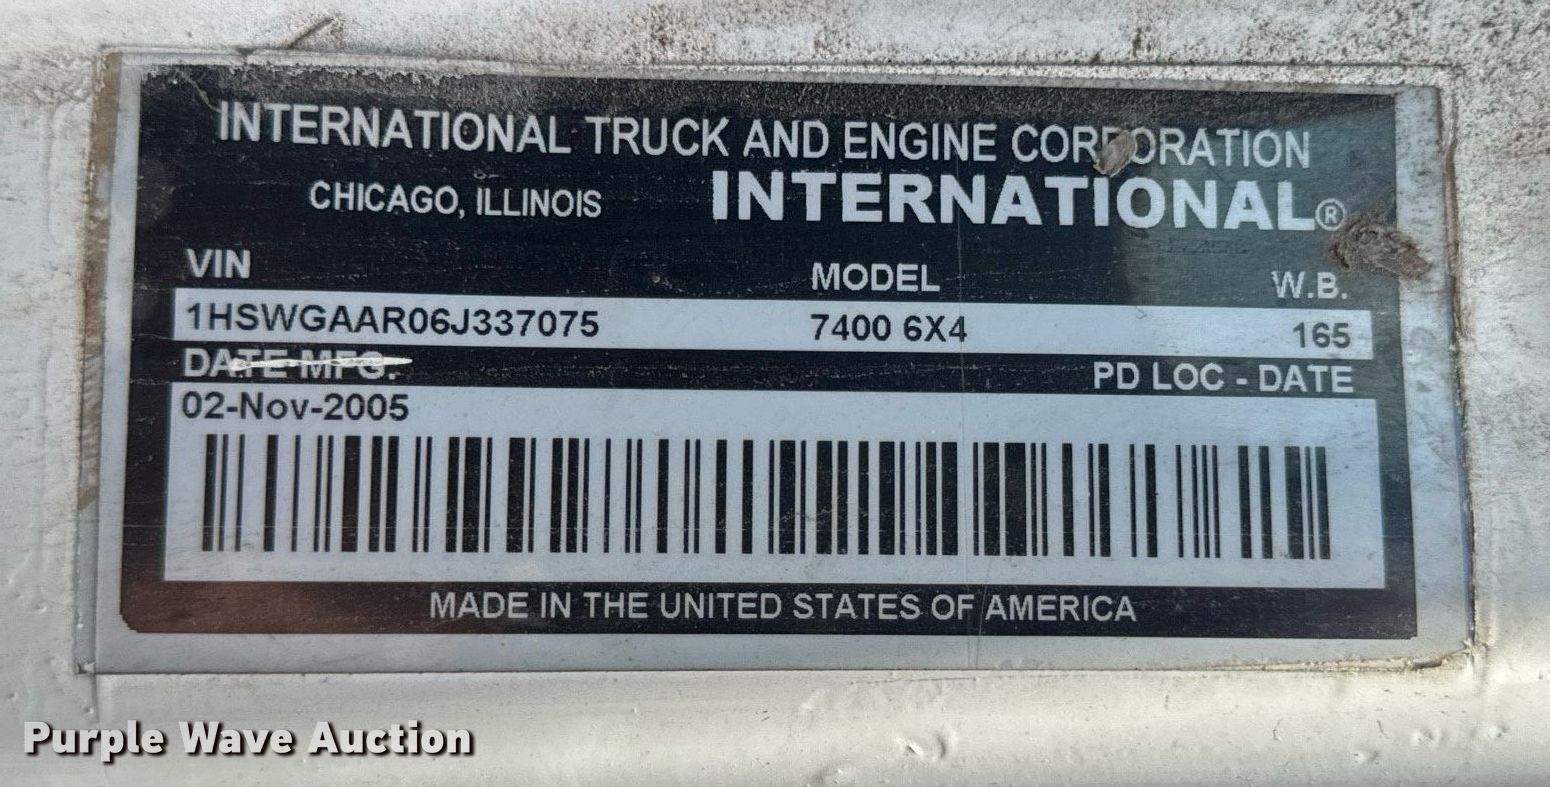 INTERNATIONAL TRUCK AND ENGINE CORPORATION
CHICAGO, ILLINOIS INTERNATIONAL®
VIN MODEL W.B.
1HSWGAAR06J337075 7400 6X4 165
DATE MFG. PD LOC - DATE
02-Nov-2005
MADE IN THE UNITED STATES OF AMERICA
Purple Wave Auction